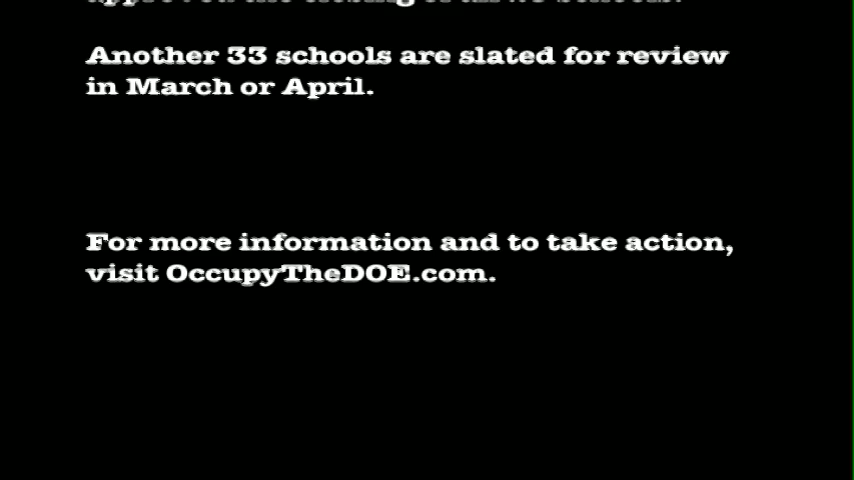 Another 33 schools are slated for review
in March or April.
For more information and to take action,
visit OccupyTheDOE.com.